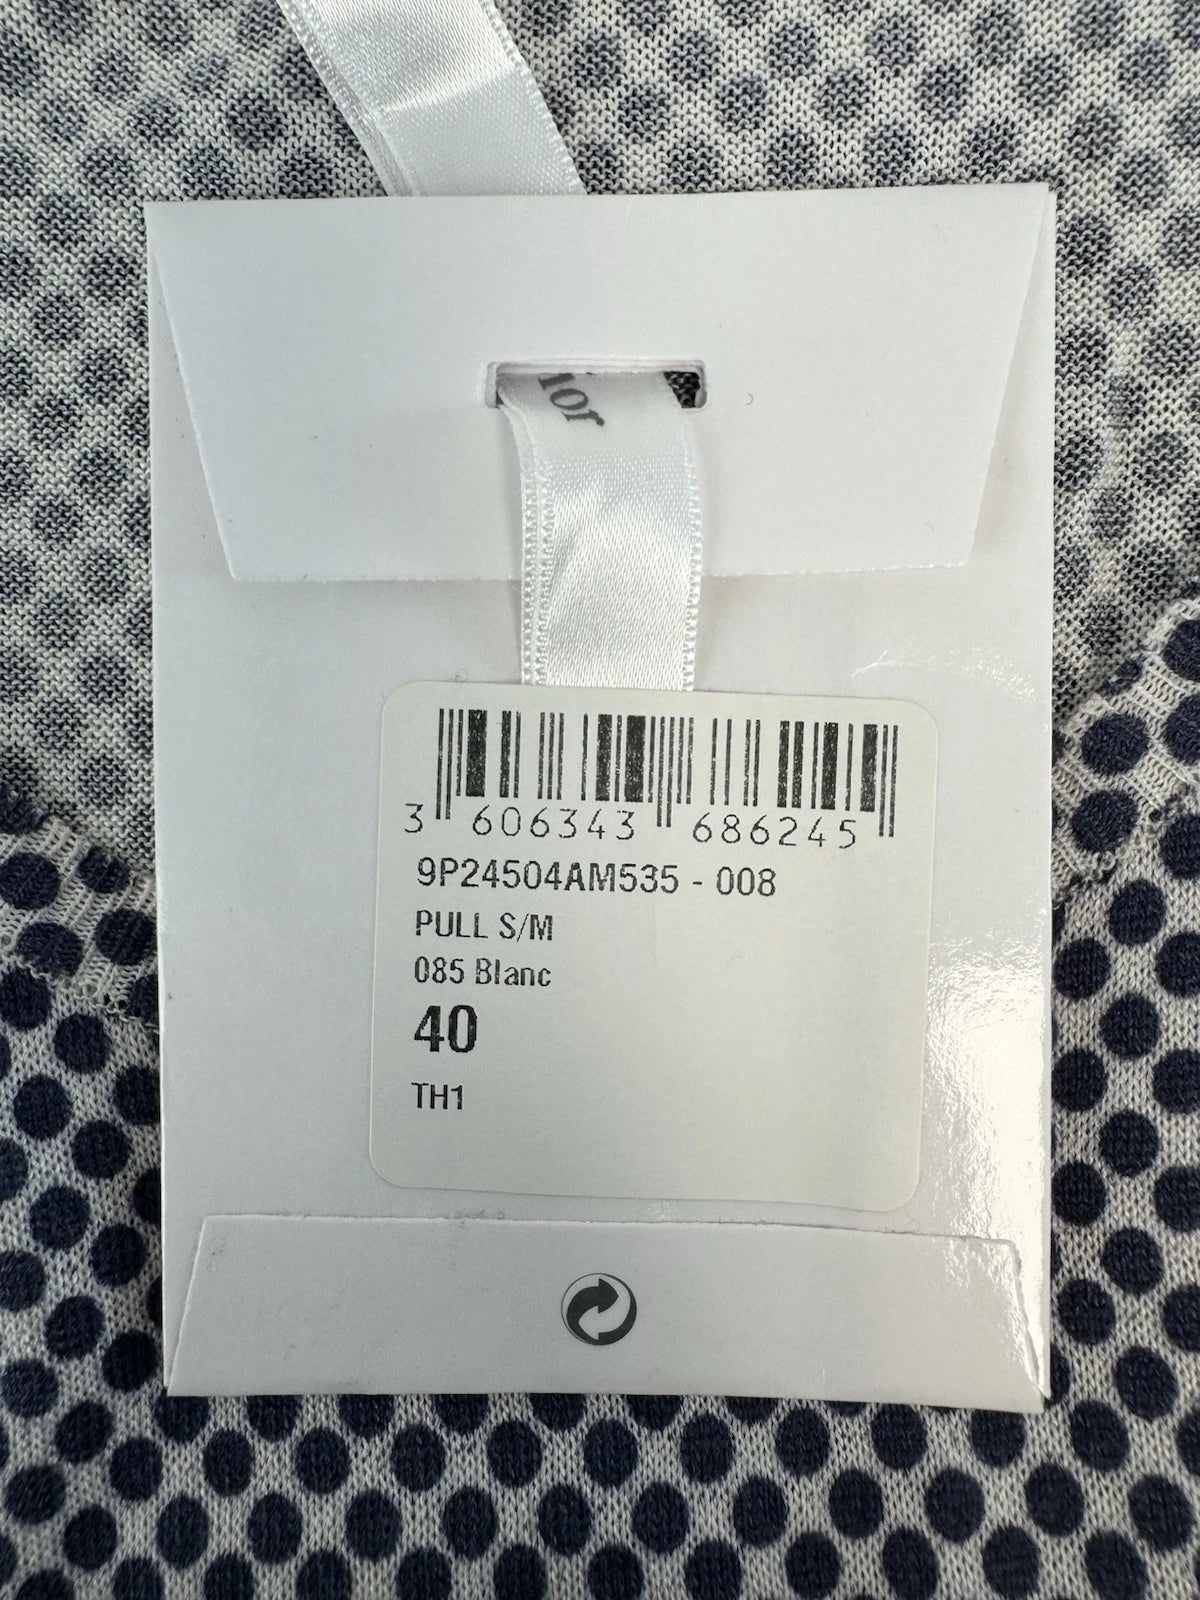 ior
3 606343 686245
9P24504AM535 - 008
PULL S/M
085 Blanc
40
TH1